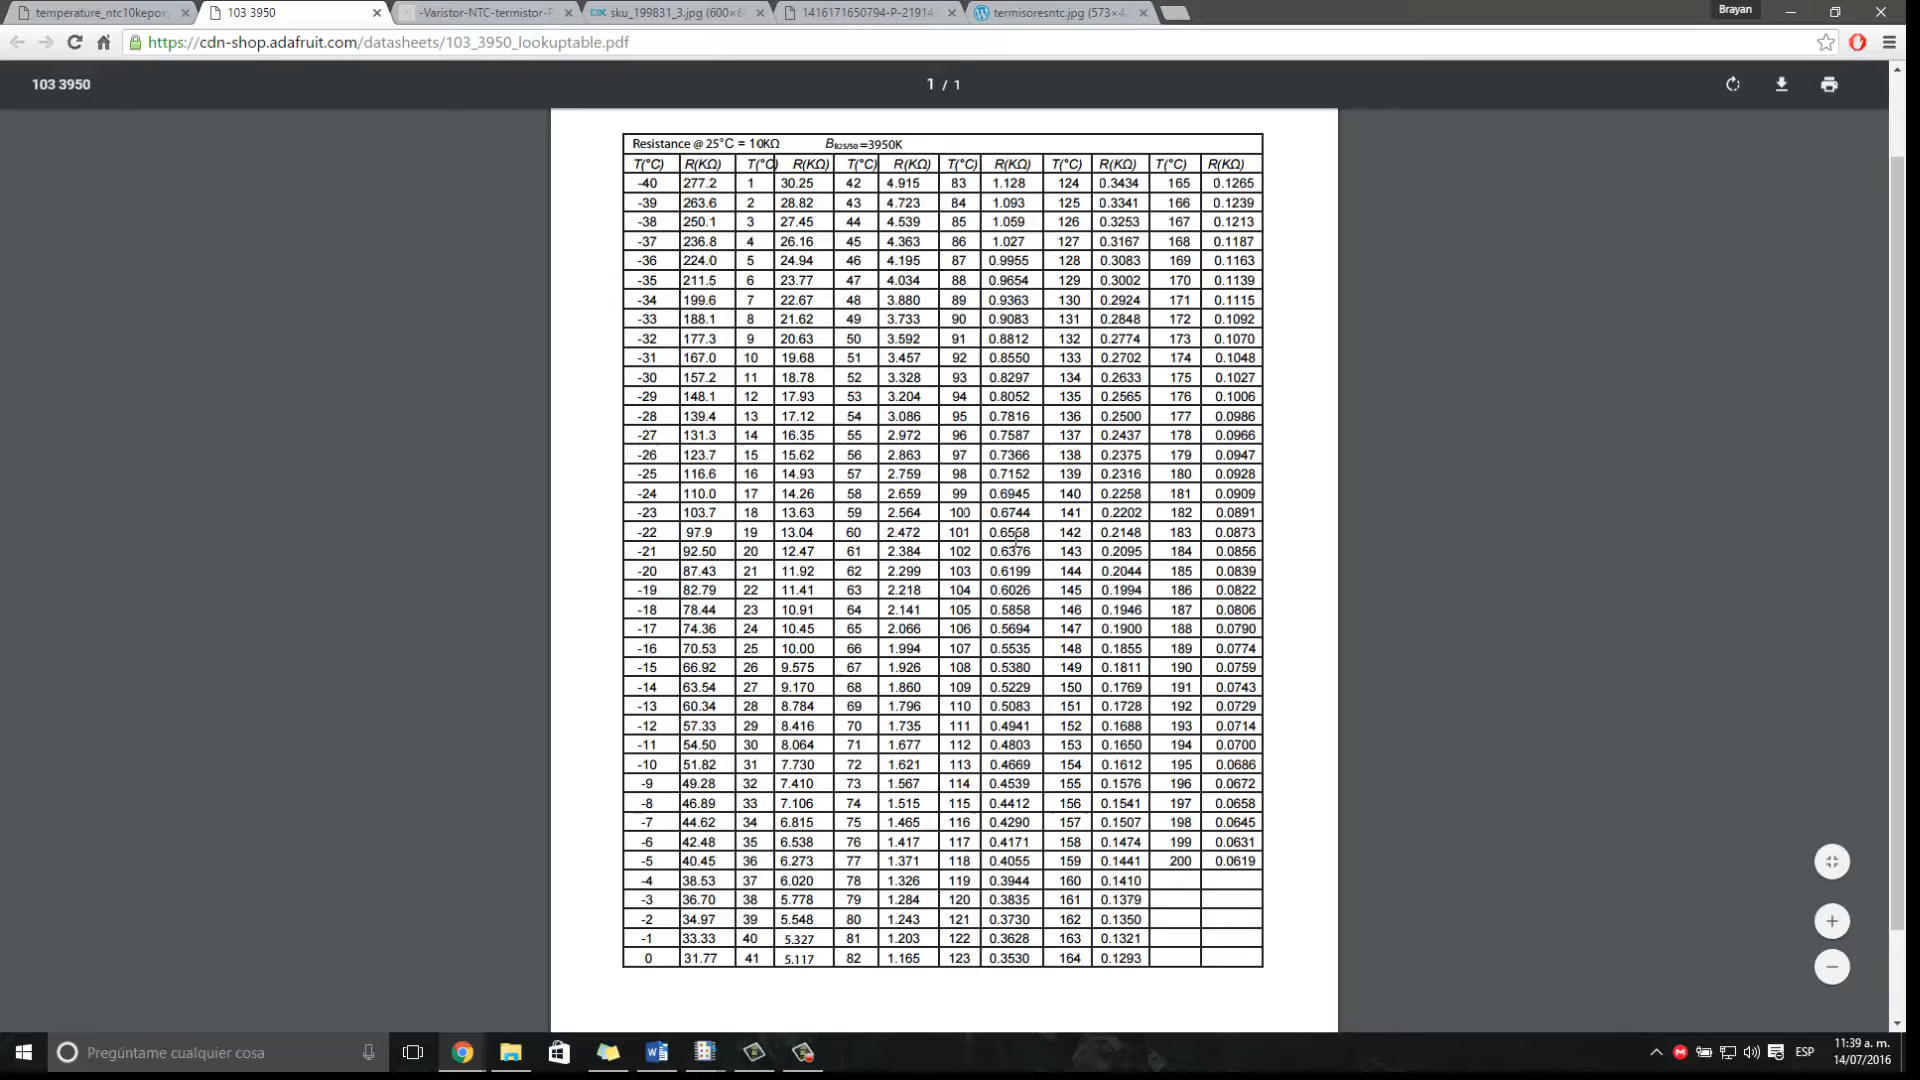 temperature_ntc10kepox
103 3950
-Varistor-NTC-termistor-P
DX sku_199831_3.jpg (600×6
1416171650794-P-21914
termisoresntc.jpg (573×4
Brayan
https://cdn-shop.adafruit.com/datasheets/103_3950_lookuptable.pdf
103 3950
1 / 1
Resistance @ 25°C = 10KΩ B B25/50 =3950K
T(°C) R(KΩ) T(°C) R(KΩ) T(°C) R(KΩ) T(°C) R(KΩ) T(°C) R(KΩ) T(°C) R(KΩ)
-40 277.2 1 30.25 42 4.915 83 1.128 124 0.3434 165 0.1265
-39 263.6 2 28.82 43 4.723 84 1.093 125 0.3341 166 0.1239
-38 250.1 3 27.45 44 4.539 85 1.059 126 0.3253 167 0.1213
-37 236.8 4 26.16 45 4.363 86 1.027 127 0.3167 168 0.1187
-36 224.0 5 24.94 46 4.195 87 0.9955 128 0.3083 169 0.1163
-35 211.5 6 23.77 47 4.034 88 0.9654 129 0.3002 170 0.1139
-34 199.6 7 22.67 48 3.880 89 0.9363 130 0.2924 171 0.1115
-33 188.1 8 21.62 49 3.733 90 0.9083 131 0.2848 172 0.1092
-32 177.3 9 20.63 50 3.592 91 0.8812 132 0.2774 173 0.1070
-31 167.0 10 19.68 51 3.457 92 0.8550 133 0.2702 174 0.1048
-30 157.2 11 18.78 52 3.328 93 0.8297 134 0.2633 175 0.1027
-29 148.1 12 17.93 53 3.204 94 0.8052 135 0.2565 176 0.1006
-28 139.4 13 17.12 54 3.086 95 0.7816 136 0.2500 177 0.0986
-27 131.3 14 16.35 55 2.972 96 0.7587 137 0.2437 178 0.0966
-26 123.7 15 15.62 56 2.863 97 0.7366 138 0.2375 179 0.0947
-25 116.6 16 14.93 57 2.759 98 0.7152 139 0.2316 180 0.0928
-24 110.0 17 14.26 58 2.659 99 0.6945 140 0.2258 181 0.0909
-23 103.7 18 13.63 59 2.564 100 0.6744 141 0.2202 182 0.0891
-22 97.9 19 13.04 60 2.472 101 0.6558 142 0.2148 183 0.0873
-21 92.50 20 12.47 61 2.384 102 0.6376 143 0.2095 184 0.0856
-20 87.43 21 11.92 62 2.299 103 0.6199 144 0.2044 185 0.0839
-19 82.79 22 11.41 63 2.218 104 0.6026 145 0.1994 186 0.0822
-18 78.44 23 10.91 64 2.141 105 0.5858 146 0.1946 187 0.0806
-17 74.36 24 10.45 65 2.066 106 0.5694 147 0.1900 188 0.0790
-16 70.53 25 10.00 66 1.994 107 0.5535 148 0.1855 189 0.0774
-15 66.92 26 9.575 67 1.926 108 0.5380 149 0.1811 190 0.0759
-14 63.54 27 9.170 68 1.860 109 0.5229 150 0.1769 191 0.0743
-13 60.34 28 8.784 69 1.796 110 0.5083 151 0.1728 192 0.0729
-12 57.33 29 8.416 70 1.735 111 0.4941 152 0.1688 193 0.0714
-11 54.50 30 8.064 71 1.677 112 0.4803 153 0.1650 194 0.0700
-10 51.82 31 7.730 72 1.621 113 0.4669 154 0.1612 195 0.0686
-9 49.28 32 7.410 73 1.567 114 0.4539 155 0.1576 196 0.0672
-8 46.89 33 7.106 74 1.515 115 0.4412 156 0.1541 197 0.0658
-7 44.62 34 6.815 75 1.465 116 0.4290 157 0.1507 198 0.0645
-6 42.48 35 6.538 76 1.417 117 0.4171 158 0.1474 199 0.0631
-5 40.45 36 6.273 77 1.371 118 0.4055 159 0.1441 200 0.0619
-4 38.53 37 6.020 78 1.326 119 0.3944 160 0.1410
-3 36.70 38 5.778 79 1.284 120 0.3835 161 0.1379
-2 34.97 39 5.548 80 1.243 121 0.3730 162 0.1350
-1 33.33 40 5.327 81 1.203 122 0.3628 163 0.1321
0 31.77 41 5.117 82 1.165 123 0.3530 164 0.1293
Pregúntame cualquier cosa
ESP
11:39 a. m.
14/07/2016